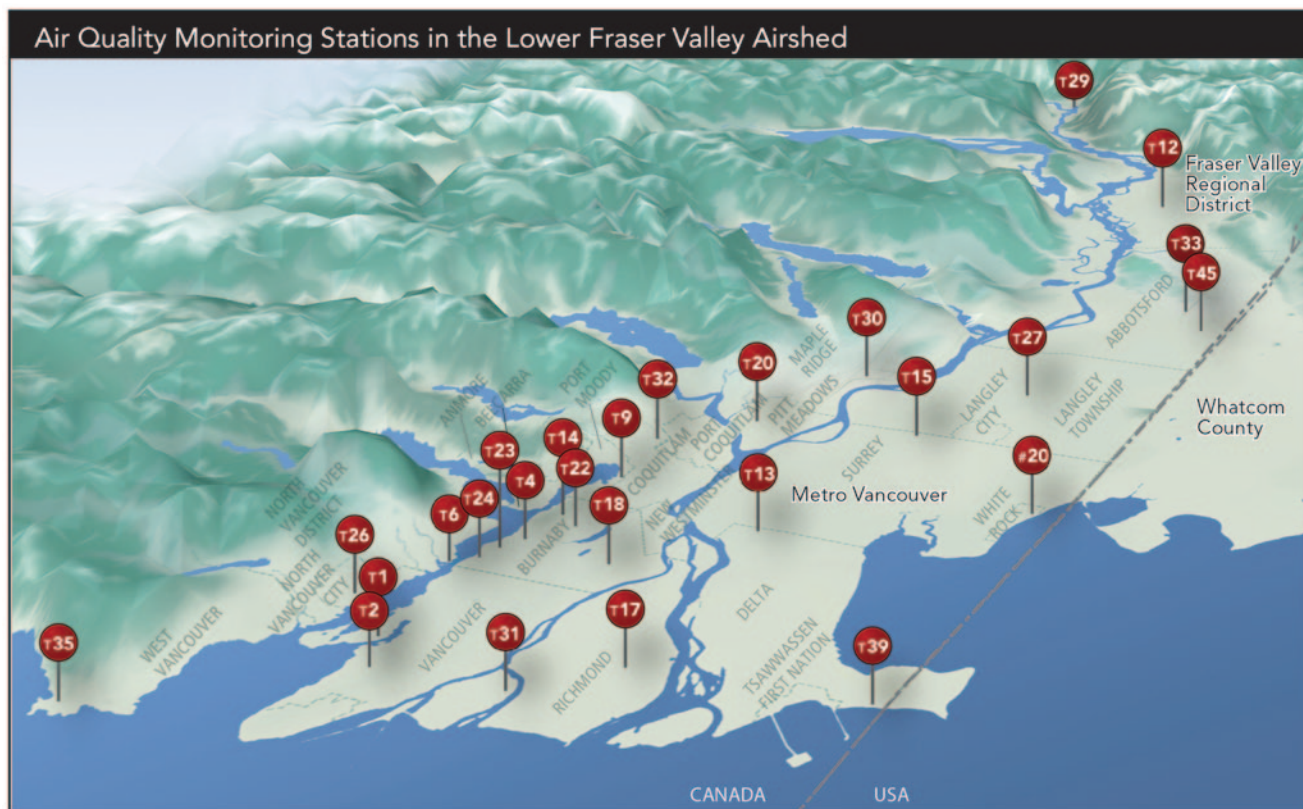 Air Quality Monitoring Stations in the Lower Fraser Valley Airshed
T29
T12
Fraser Valley
Regional
District
T33
T45
ABBOTSFORD
T30
T27
MAPLE
RIDGE
T20
T15
T32
PORT
MOODY
ANMORE
BELCARRA
PITT
MEADOWS
LANGLEY
CITY
LANGLEY
TOWNSHIP
Whatcom
County
T9
PORT
COQUITLAM
COQUITLAM
T14
T23
T22
T4
T13
SURREY
#20
Metro Vancouver
WHITE
ROCK
T24
T18
T6
NEW
WESTMINSTER
BURNABY
NORTH
VANCOUVER
DISTRICT
T26
T1
NORTH
VANCOUVER
CITY
T2
T17
DELTA
T35
WEST
VANCOUVER
VANCOUVER
T31
RICHMOND
T39
TSAWWASSEN
FIRST NATION
CANADA
USA